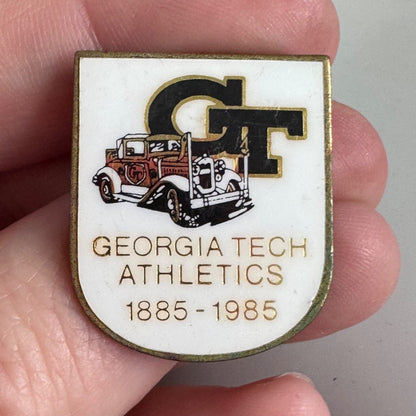 GT
GEORGIA TECH
ATHLETICS
1885 - 1985